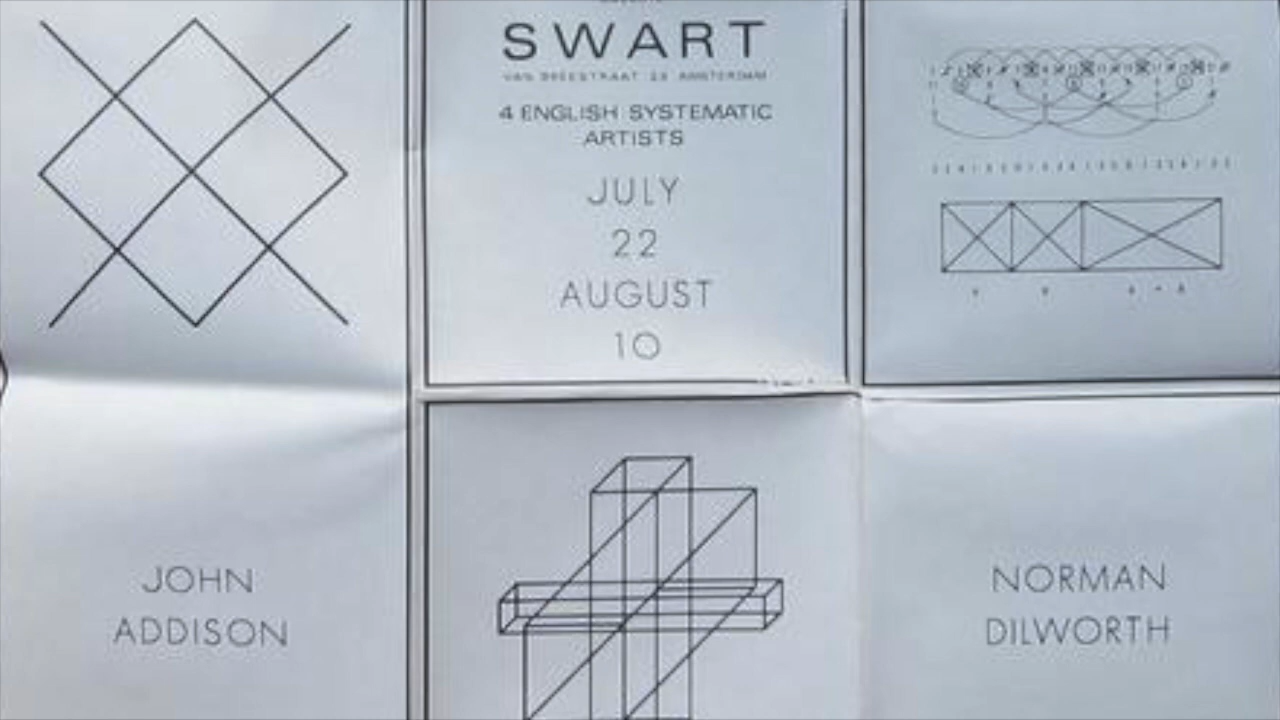 SWART
VAN BREESTRAAT 23 AMSTERDAM
4 ENGLISH SYSTEMATIC
ARTISTS
JULY
22
AUGUST
10
JOHN
ADDISON
NORMAN
DILWORTH